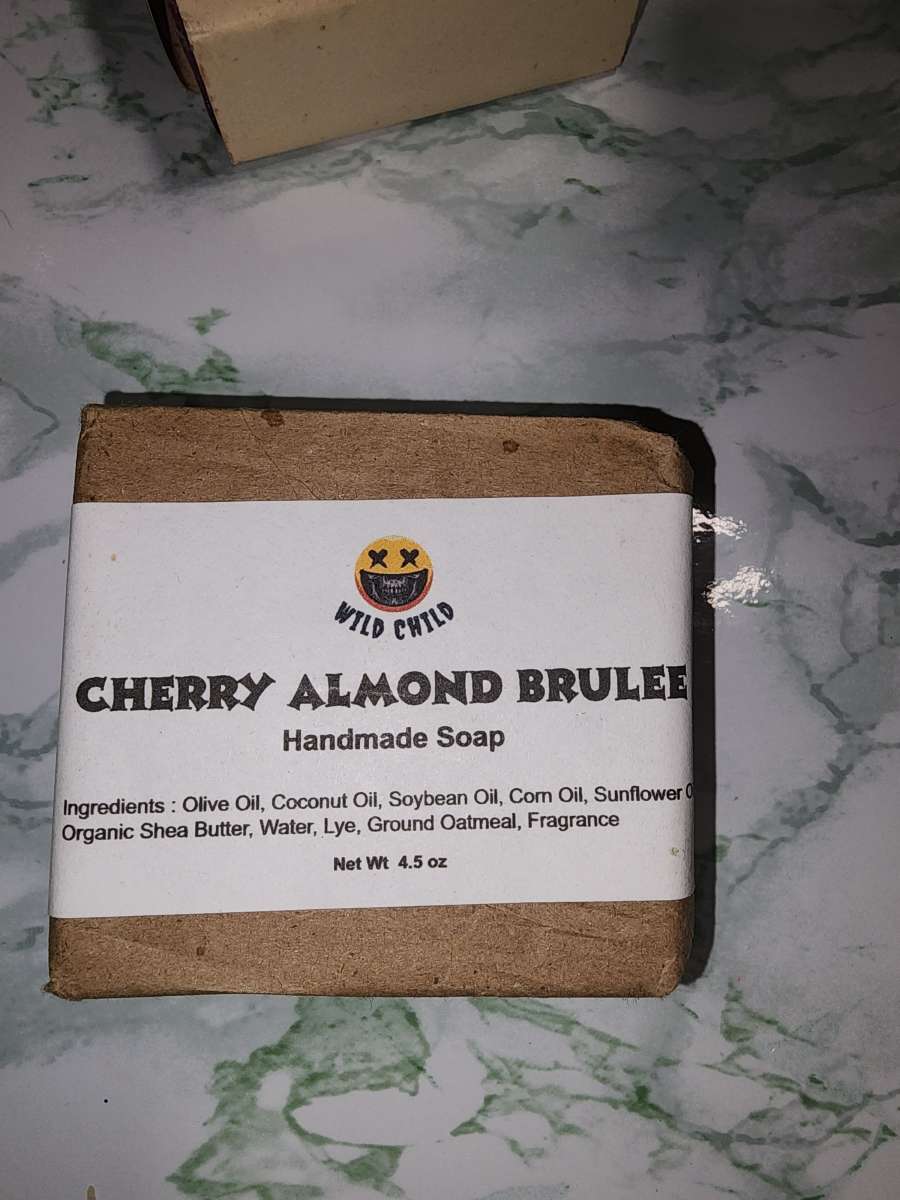 WILD CHILD
CHERRY ALMOND BRULEE
Handmade Soap
Ingredients : Olive Oil, Coconut Oil, Soybean Oil, Corn Oil, Sunflower
Organic Shea Butter, Water, Lye, Ground Oatmeal, Fragrance
Net Wt 4.5 oz